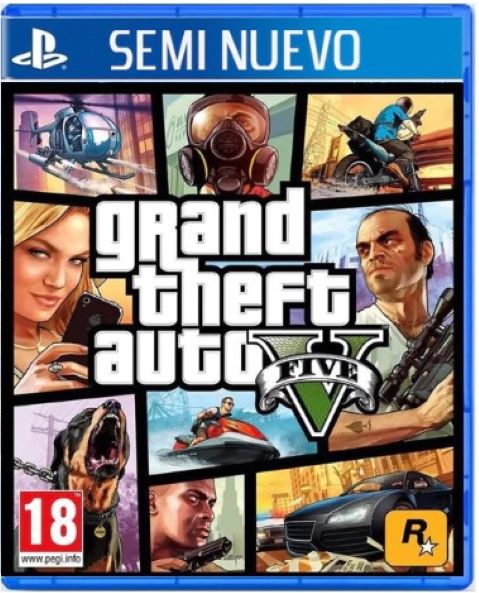 SEMI NUEVO
grand
theft
auto
FIVE
18
www.pegi.info
R